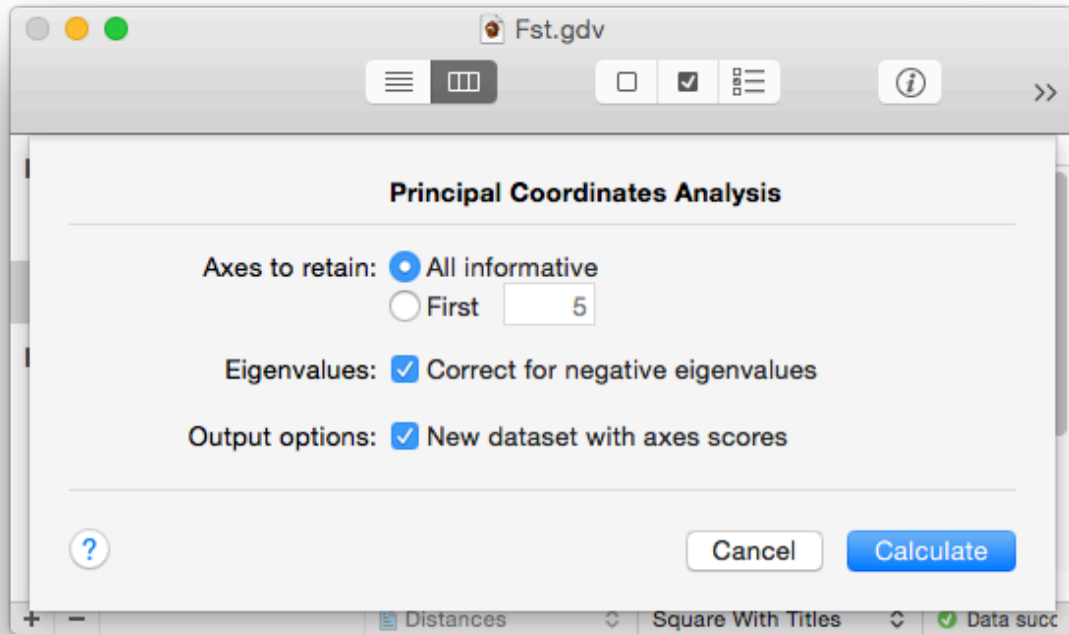 Fst.gdv
Principal Coordinates Analysis
Axes to retain: All informative
First 5
Eigenvalues: Correct for negative eigenvalues
Output options: New dataset with axes scores
? Cancel Calculate
+ − Distances Square With Titles Data succ